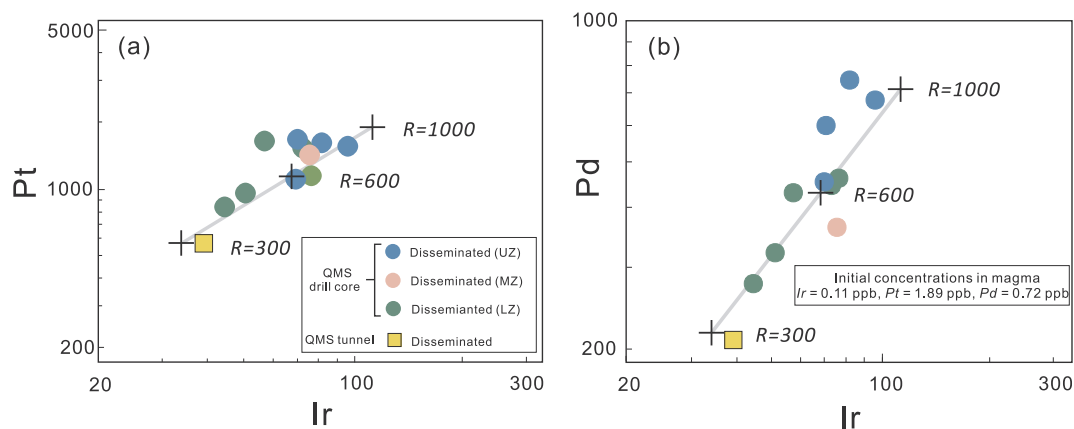 (a)
5000
1000
200
Pt
R=1000
R=600
R=300
QMS
drill core
Disseminated (UZ)
Disseminated (MZ)
Dissemianted (LZ)
QMS tunnel
Disseminated
20
100
300
Ir
(b)
1000
200
Pd
R=1000
R=600
R=300
Initial concentrations in magma
Ir = 0.11 ppb, Pt = 1.89 ppb, Pd = 0.72 ppb
20
100
300
Ir